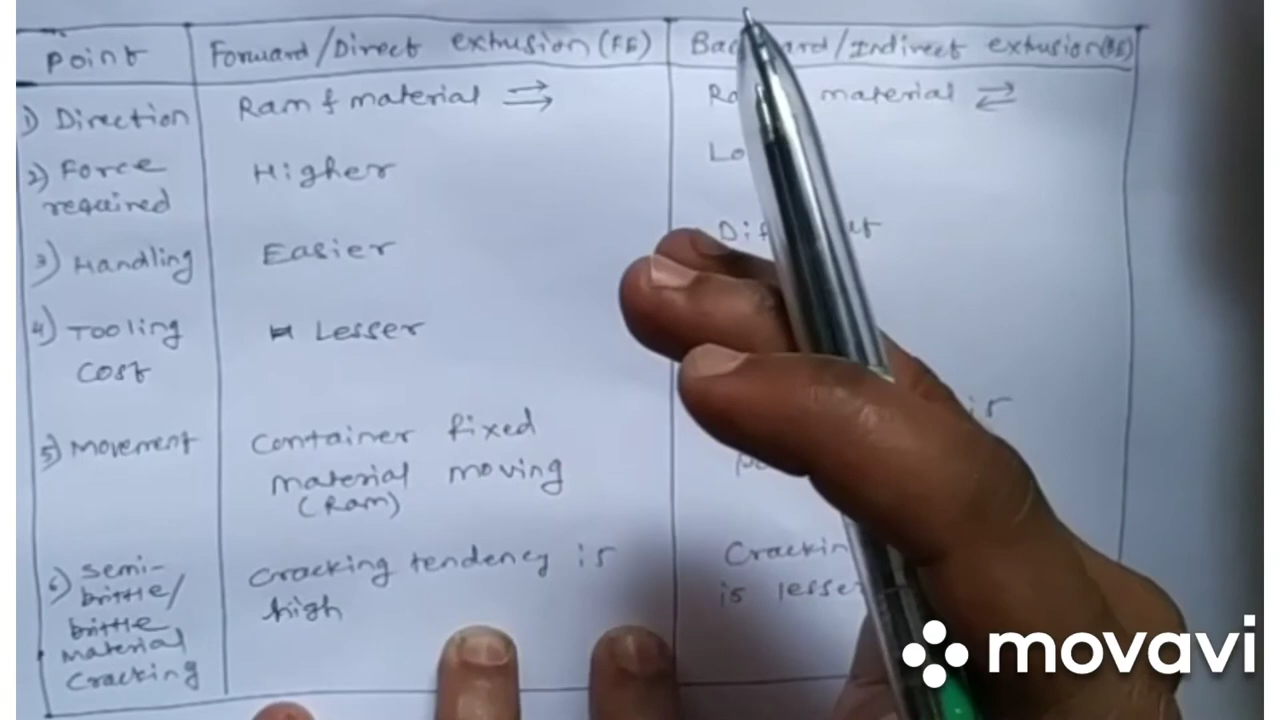 Point Forward/Direct extrusion (FE) extrusion(BE)
1) Direction Ram & material ⇉ material ⇄
2) Force required Higher
3) Handling Easier
4) Tooling cost Lesser
5) Movement Container fixed
material moving
(Ram)
6) Semi-
brittle/
brittle
material
cracking
Cracking tendency is
high
is lesser
movavi